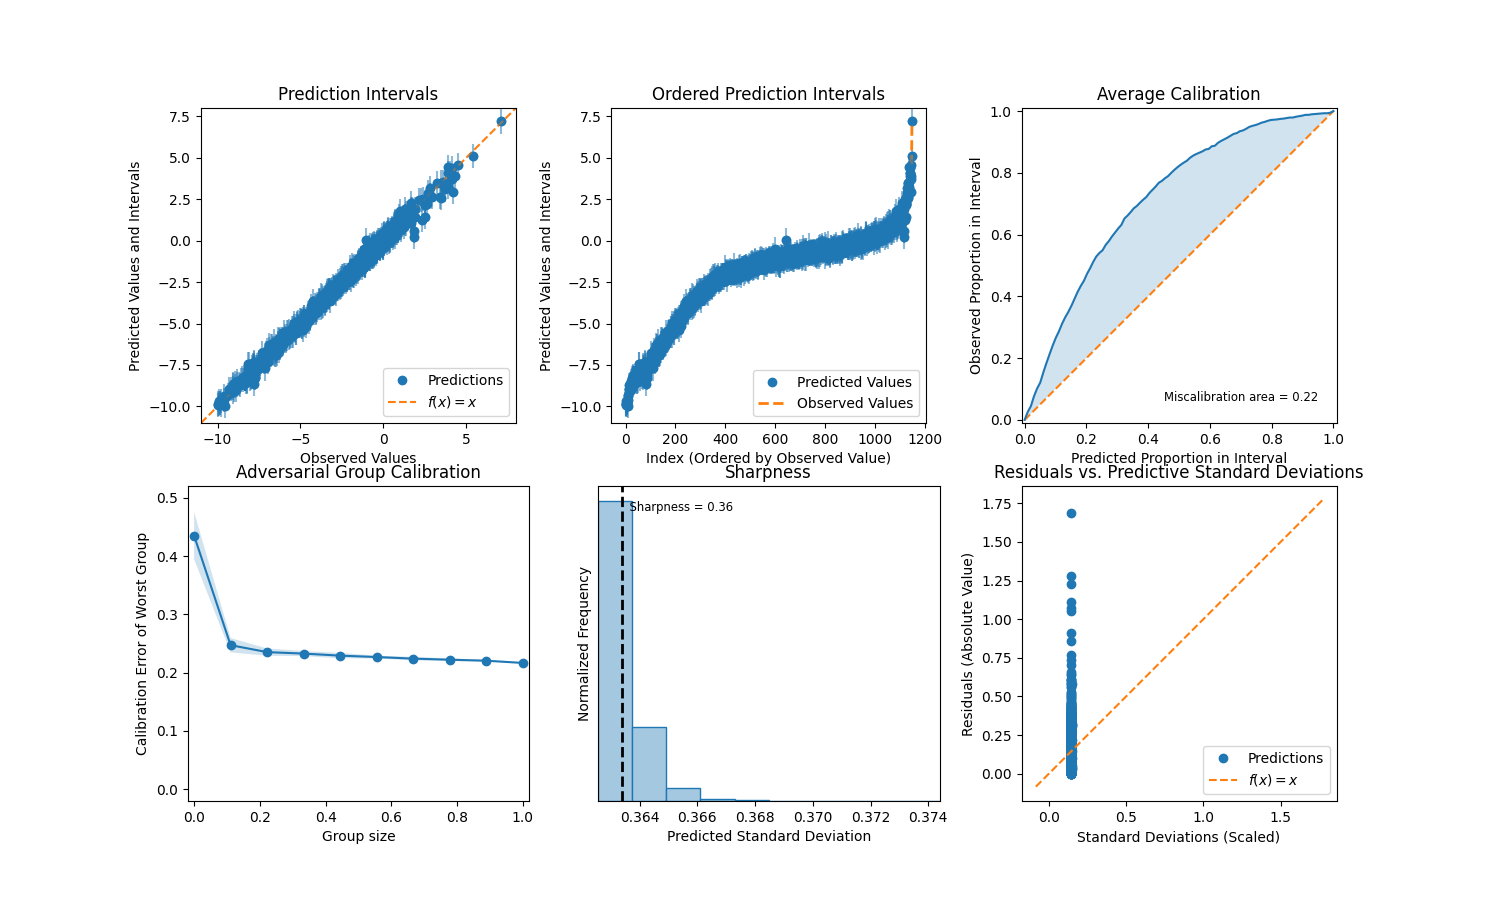 Prediction Intervals
Predicted Values and Intervals
7.5
5.0
2.5
0.0
−2.5
−5.0
−7.5
−10.0
Predictions
f(x) = x
−10
−5
0
5
Observed Values
Ordered Prediction Intervals
Predicted Values and Intervals
7.5
5.0
2.5
0.0
−2.5
−5.0
−7.5
−10.0
Predicted Values
Observed Values
0
200
400
600
800
1000
1200
Index (Ordered by Observed Value)
Average Calibration
Observed Proportion in Interval
1.0
0.8
0.6
0.4
0.2
0.0
Miscalibration area = 0.22
0.0
0.2
0.4
0.6
0.8
1.0
Predicted Proportion in Interval
Adversarial Group Calibration
Calibration Error of Worst Group
0.5
0.4
0.3
0.2
0.1
0.0
0.0
0.2
0.4
0.6
0.8
1.0
Group size
Sharpness
Normalized Frequency
Sharpness = 0.36
0.364
0.366
0.368
0.370
0.372
0.374
Predicted Standard Deviation
Residuals vs. Predictive Standard Deviations
Residuals (Absolute Value)
1.75
1.50
1.25
1.00
0.75
0.50
0.25
0.00
Predictions
f(x) = x
0.0
0.5
1.0
1.5
Standard Deviations (Scaled)